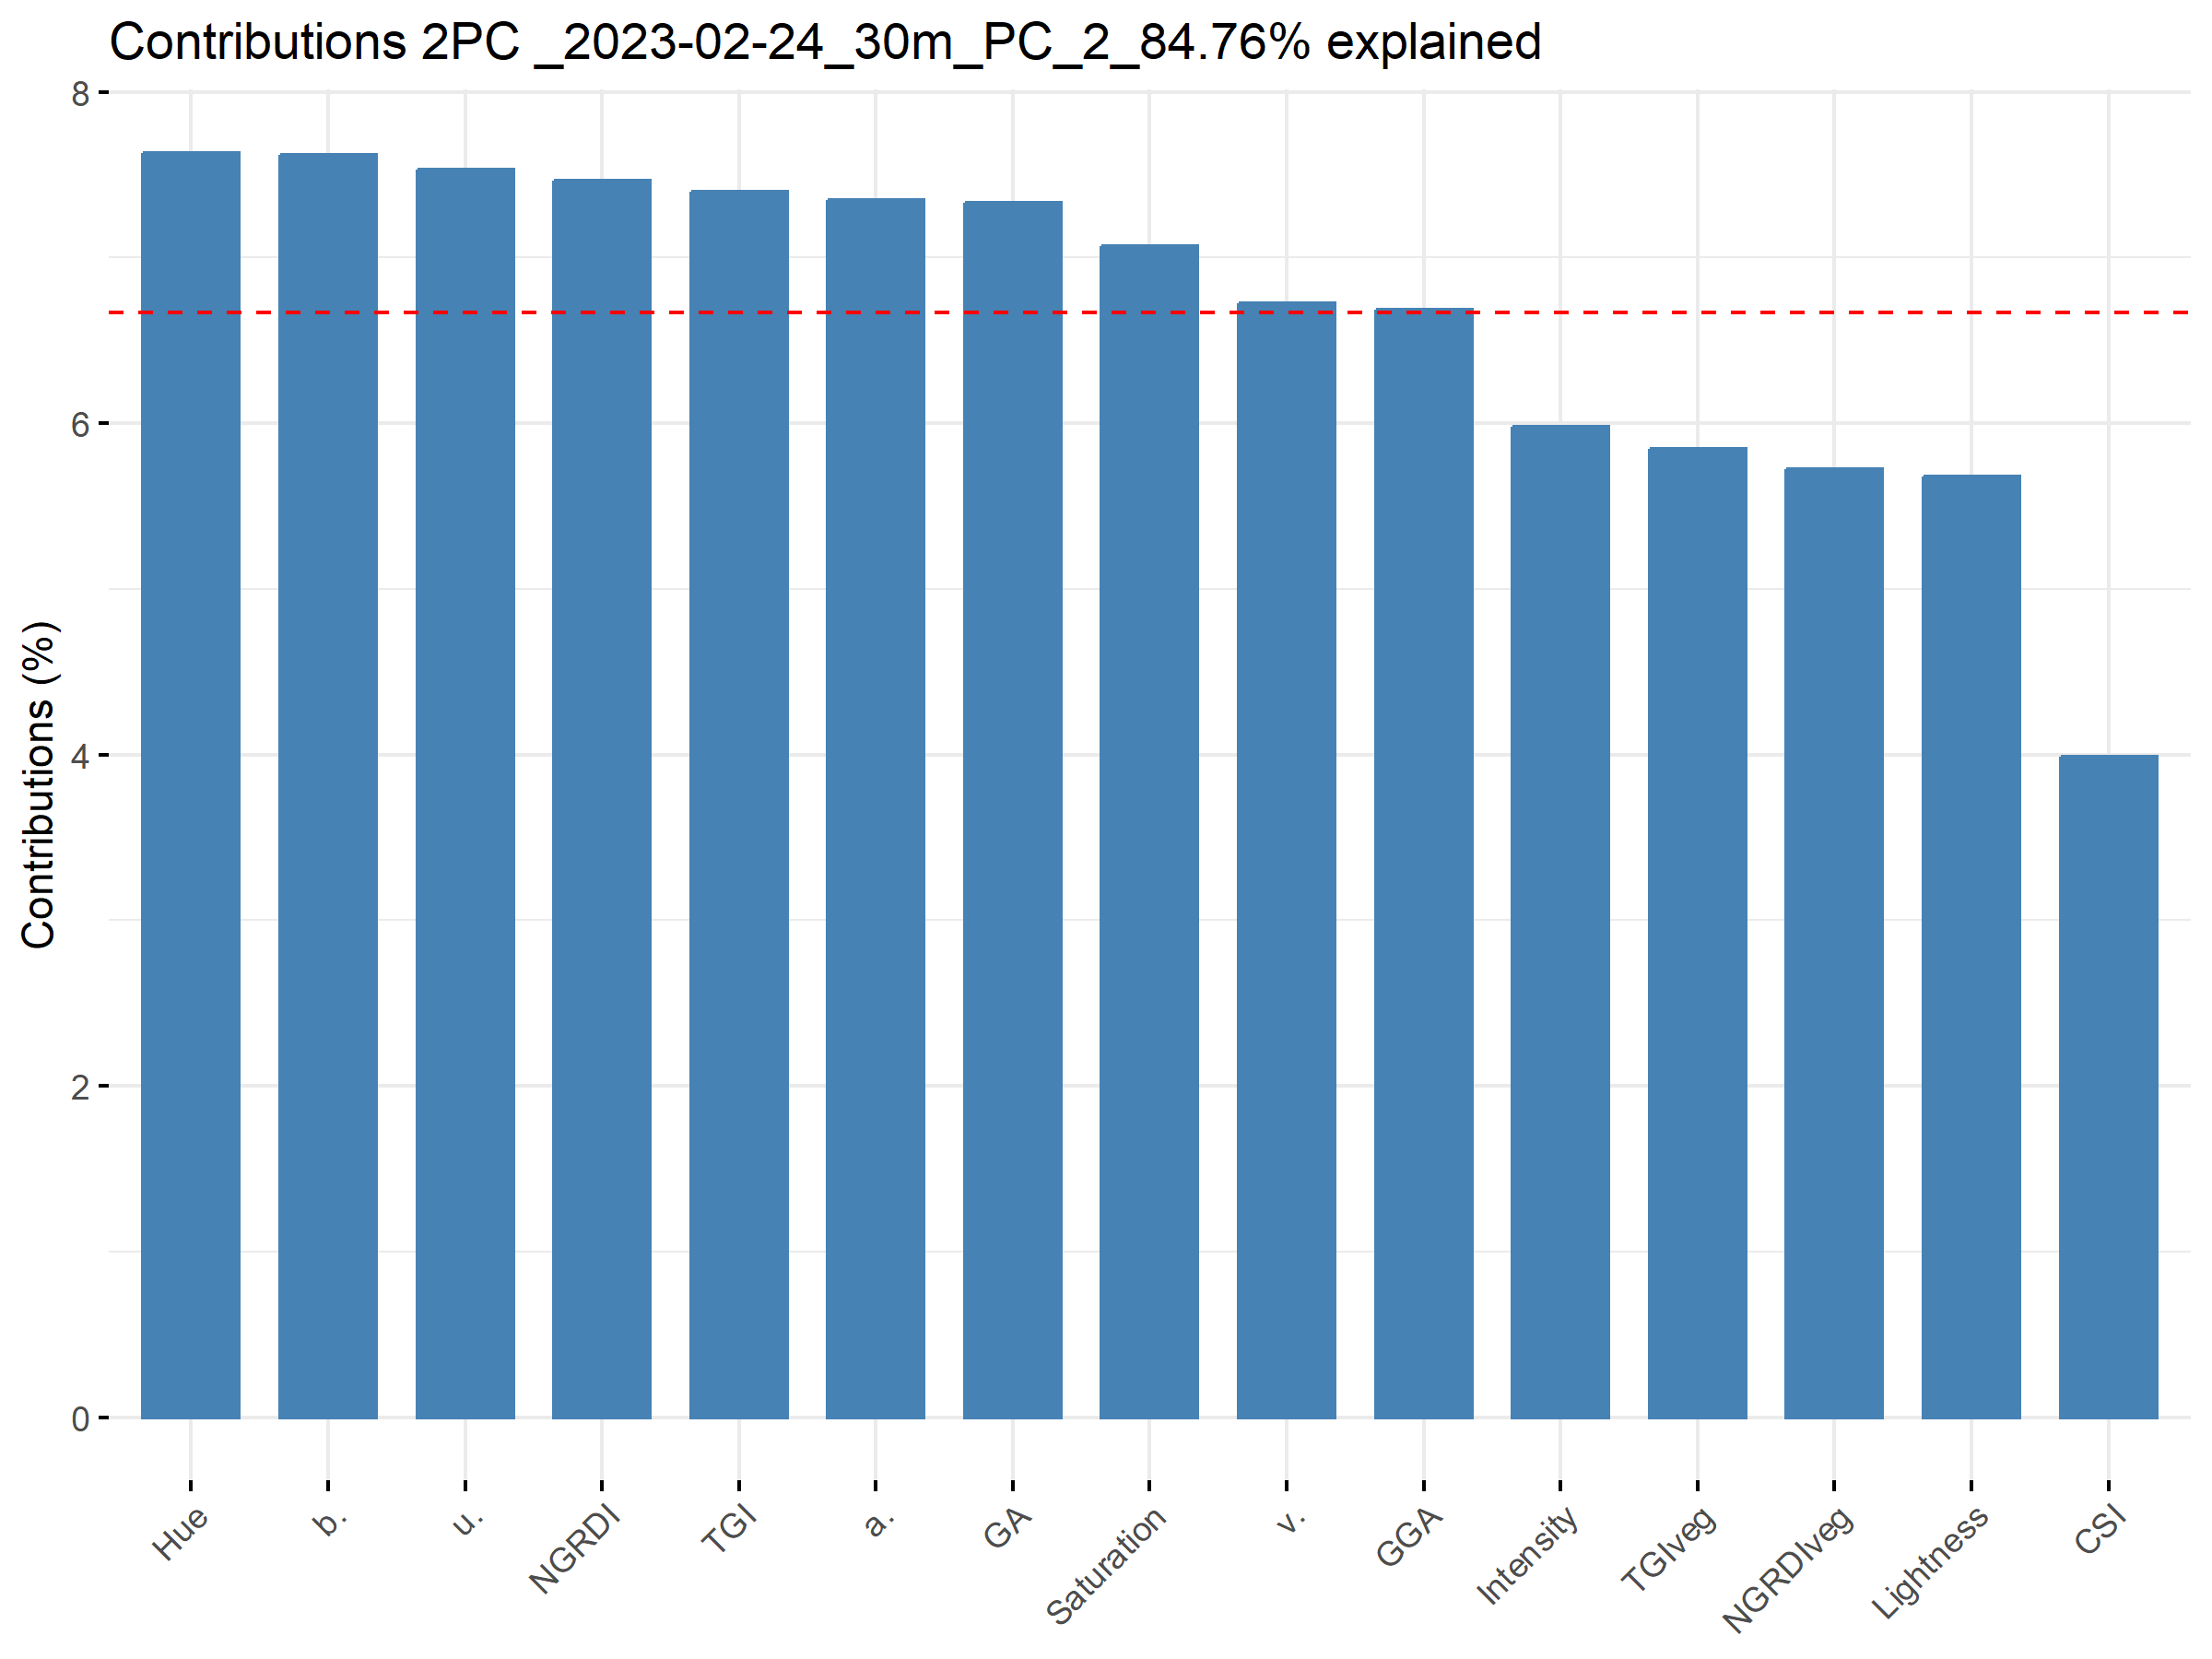 Contributions 2PC _2023-02-24_30m_PC_2_84.76% explained
Contributions (%)
8
6
4
2
0
Hue
b.
u.
NGRDI
TGI
a.
GA
Saturation
v.
GGA
Intensity
TGIveg
NGRDIveg
Lightness
CSI